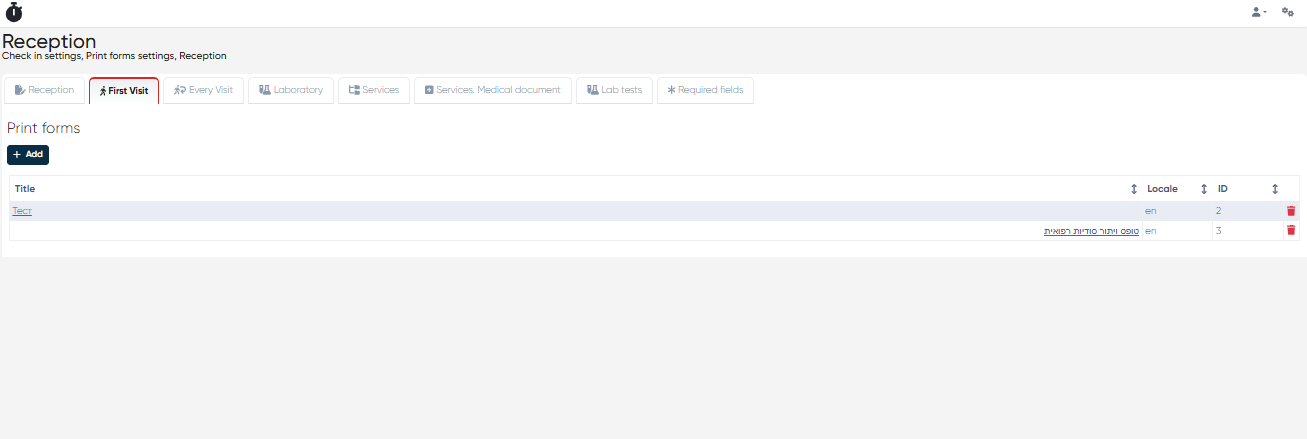 Reception
Check in settings, Print forms settings, Reception
Reception First Visit Every Visit Laboratory Services Services. Medical document Lab tests Required fields
Print forms
+ Add
Title Locale ID
Тест en 2
טופס ויתור סודיות רפואית en 3